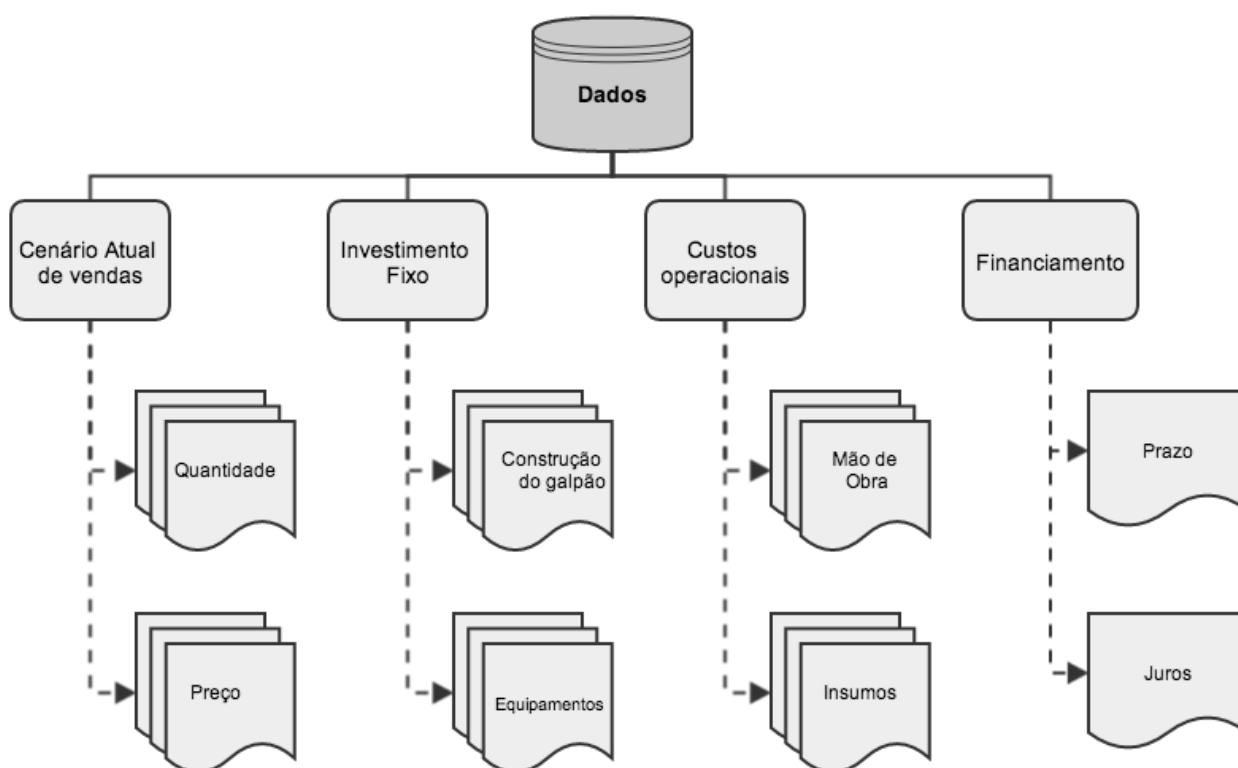 Dados
Cenário Atual
de vendas
Investimento
Fixo
Custos
operacionais
Financiamento
Quantidade
Construção
do galpão
Mão de
Obra
Prazo
Preço
Equipamentos
Insumos
Juros